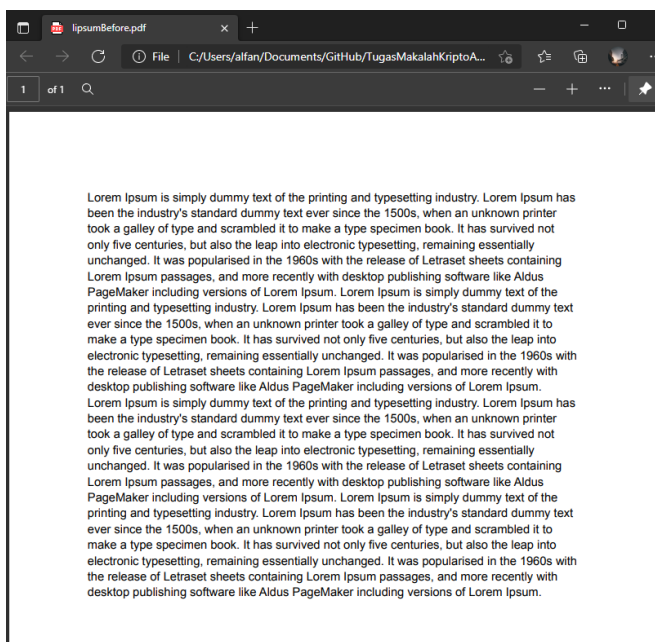 lipsumBefore.pdf
File C:/Users/alfan/Documents/GitHub/TugasMakalahKriptoA...
1 of 1
Lorem Ipsum is simply dummy text of the printing and typesetting industry. Lorem Ipsum has
been the industry's standard dummy text ever since the 1500s, when an unknown printer
took a galley of type and scrambled it to make a type specimen book. It has survived not
only five centuries, but also the leap into electronic typesetting, remaining essentially
unchanged. It was popularised in the 1960s with the release of Letraset sheets containing
Lorem Ipsum passages, and more recently with desktop publishing software like Aldus
PageMaker including versions of Lorem Ipsum. Lorem Ipsum is simply dummy text of the
printing and typesetting industry. Lorem Ipsum has been the industry's standard dummy text
ever since the 1500s, when an unknown printer took a galley of type and scrambled it to
make a type specimen book. It has survived not only five centuries, but also the leap into
electronic typesetting, remaining essentially unchanged. It was popularised in the 1960s with
the release of Letraset sheets containing Lorem Ipsum passages, and more recently with
desktop publishing software like Aldus PageMaker including versions of Lorem Ipsum.
Lorem Ipsum is simply dummy text of the printing and typesetting industry. Lorem Ipsum has
been the industry's standard dummy text ever since the 1500s, when an unknown printer
took a galley of type and scrambled it to make a type specimen book. It has survived not
only five centuries, but also the leap into electronic typesetting, remaining essentially
unchanged. It was popularised in the 1960s with the release of Letraset sheets containing
Lorem Ipsum passages, and more recently with desktop publishing software like Aldus
PageMaker including versions of Lorem Ipsum. Lorem Ipsum is simply dummy text of the
printing and typesetting industry. Lorem Ipsum has been the industry's standard dummy text
ever since the 1500s, when an unknown printer took a galley of type and scrambled it to
make a type specimen book. It has survived not only five centuries, but also the leap into
electronic typesetting, remaining essentially unchanged. It was popularised in the 1960s with
the release of Letraset sheets containing Lorem Ipsum passages, and more recently with
desktop publishing software like Aldus PageMaker including versions of Lorem Ipsum.